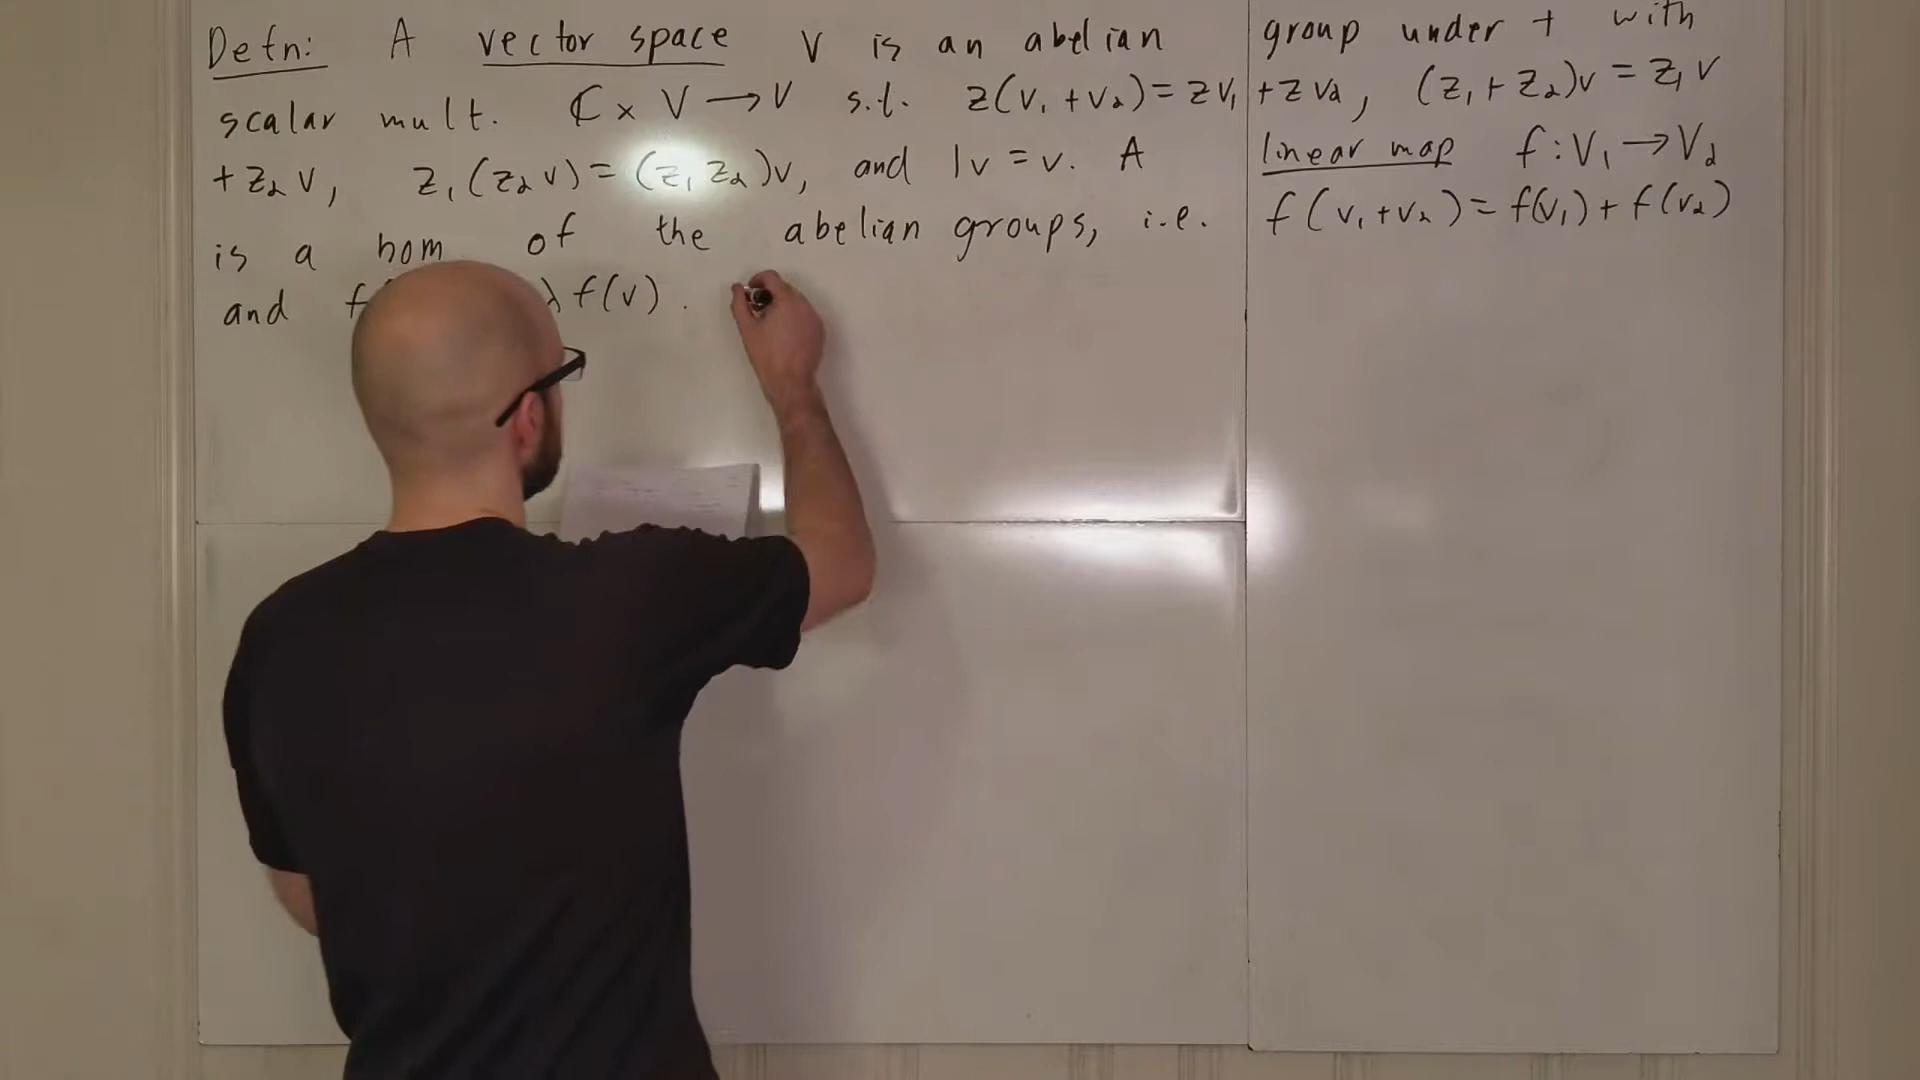 Defn: A vector space V is an abelian group under + with
scalar mult. ℂ × V → V s.t. z(v₁ + v₂) = zv₁ + zv₂, (z₁ + z₂)v = z₁v
+ z₂v, z₁(z₂v) = (z₁z₂)v, and 1v = v. A linear map f: V₁ → V₂
is a hom of the abelian groups, i.e. f(v₁+v₂) = f(v₁) + f(v₂)
and f λf(v).